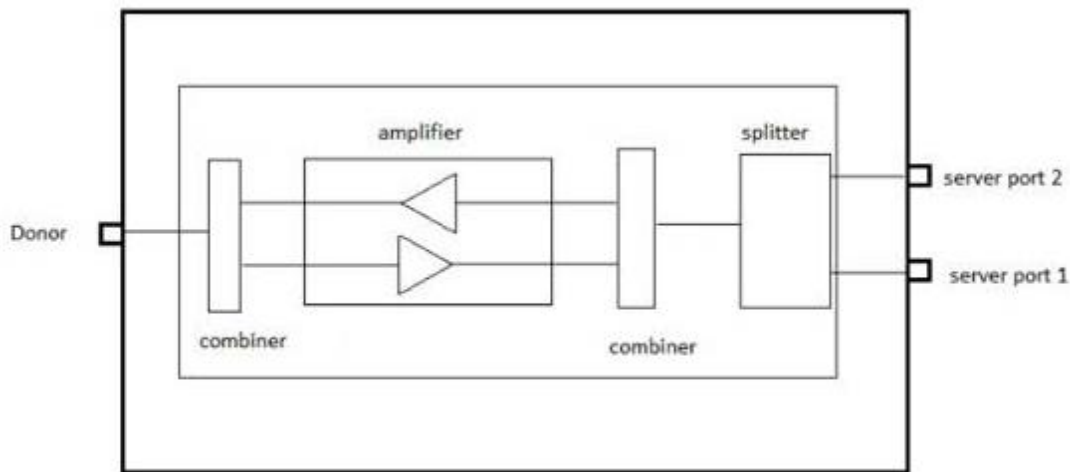 amplifier
splitter
server port 2
Donor
server port 1
combiner
combiner